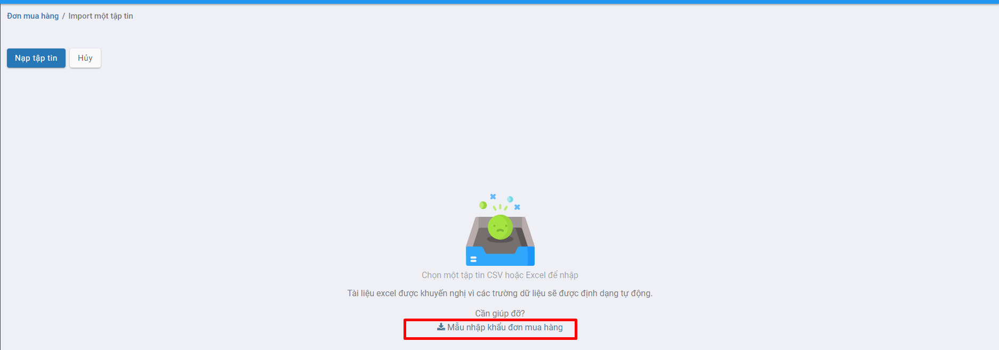 Đơn mua hàng / Import một tập tin
Nạp tập tin Hủy
Chọn một tập tin CSV hoặc Excel để nhập
Tài liệu excel được khuyến nghị vì các trường dữ liệu sẽ được định dạng tự động.
Cần giúp đỡ?
Mẫu nhập khẩu đơn mua hàng